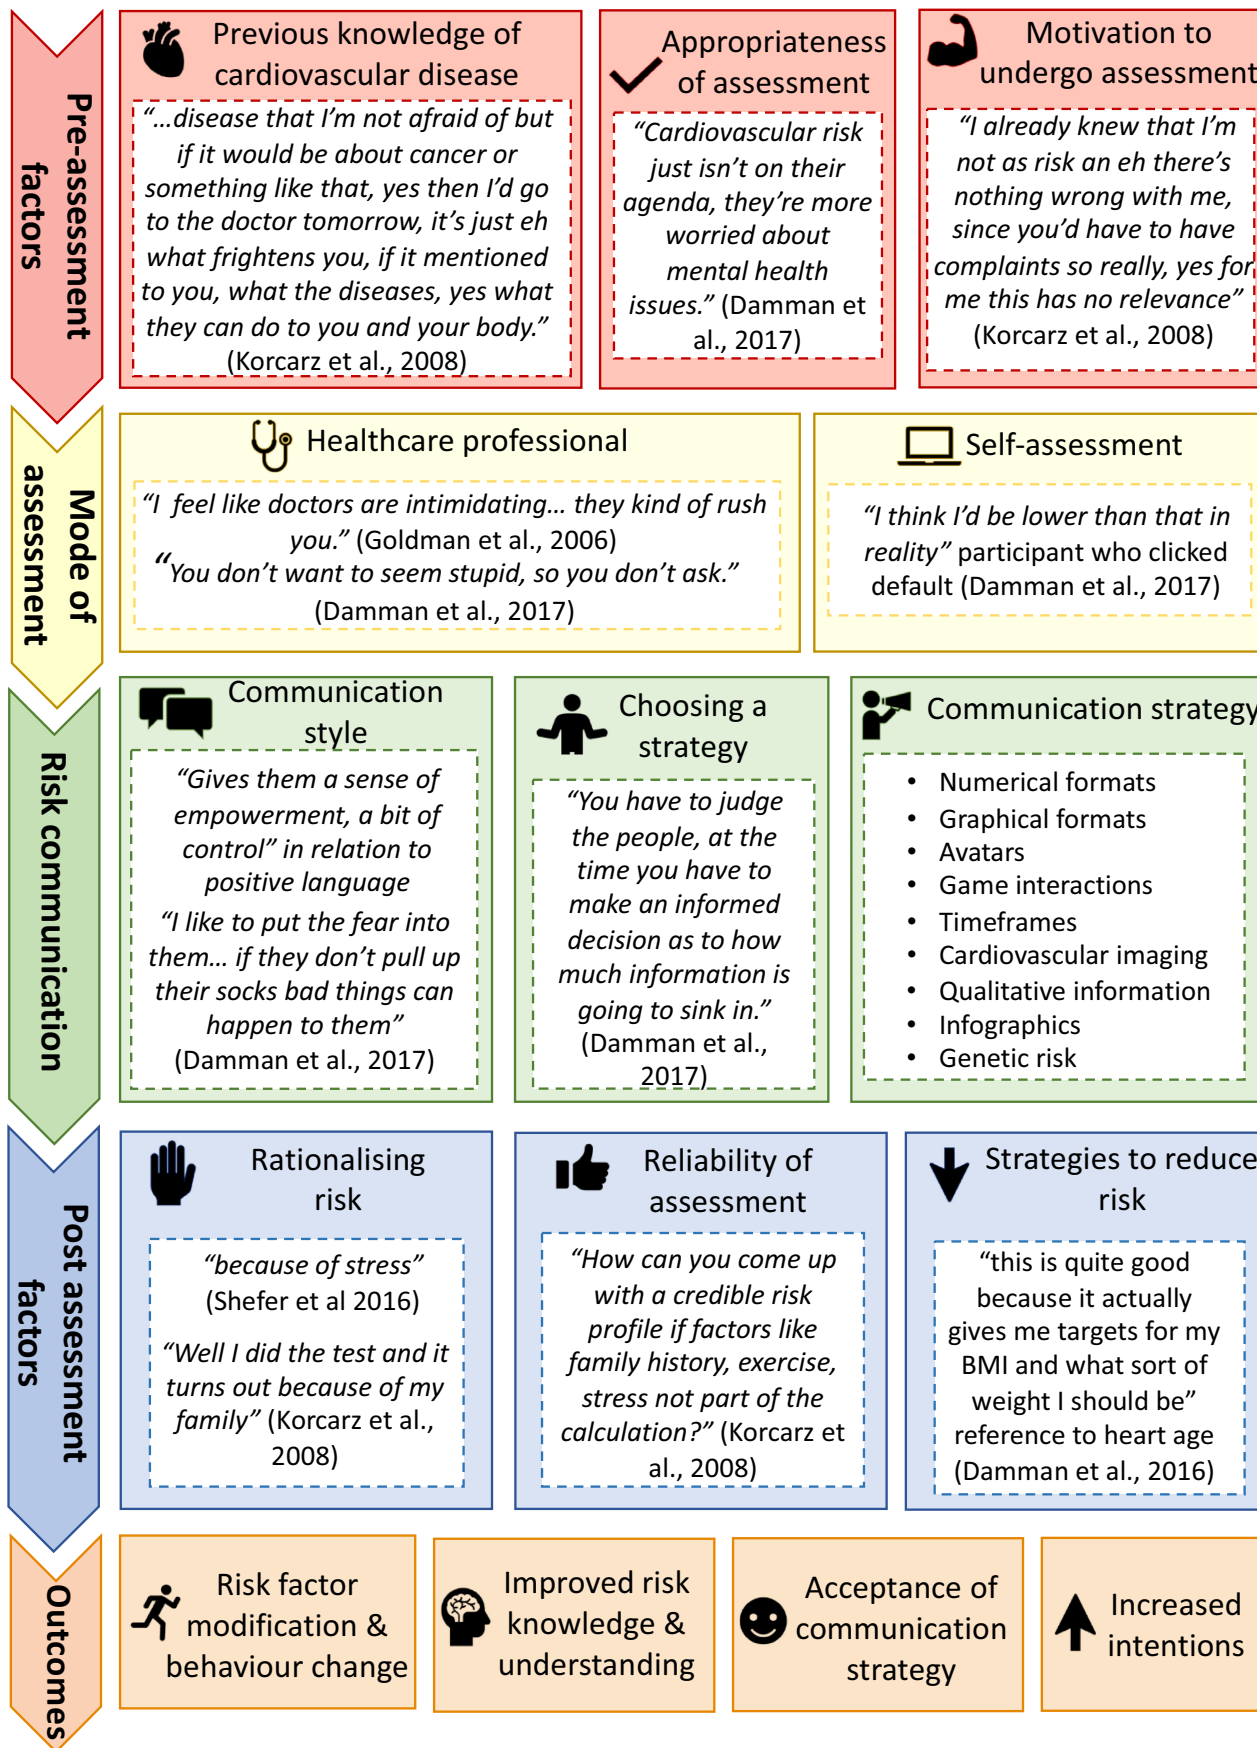 Pre-assessment
factors
Previous knowledge of
cardiovascular disease
“...disease that I’m not afraid of but
if it would be about cancer or
something like that, yes then I’d go
to the doctor tomorrow, it’s just eh
what frightens you, if it mentioned
to you, what the diseases, yes what
they can do to you and your body.”
(Korcarz et al., 2008)
Appropriateness
of assessment
“Cardiovascular risk
just isn’t on their
agenda, they’re more
worried about
mental health
issues.” (Damman et
al., 2017)
Motivation to
undergo assessment
“I already knew that I’m
not as risk an eh there’s
nothing wrong with me,
since you’d have to have
complaints so really, yes for
me this has no relevance”
(Korcarz et al., 2008)
Mode of
assessment
Healthcare professional
“I feel like doctors are intimidating... they kind of rush
you.” (Goldman et al., 2006)
“You don’t want to seem stupid, so you don’t ask.”
(Damman et al., 2017)
Self-assessment
“I think I’d be lower than that in
reality” participant who clicked
default (Damman et al., 2017)
Risk communication
Communication
style
“Gives them a sense of
empowerment, a bit of
control” in relation to
positive language
“I like to put the fear into
them... if they don’t pull up
their socks bad things can
happen to them”
(Damman et al., 2017)
Choosing a
strategy
“You have to judge
the people, at the
time you have to
make an informed
decision as to how
much information is
going to sink in.”
(Damman et al.,
2017)
Communication strategy
• Numerical formats
• Graphical formats
• Avatars
• Game interactions
• Timeframes
• Cardiovascular imaging
• Qualitative information
• Infographics
• Genetic risk
Post assessment
factors
Rationalising
risk
“because of stress”
(Shefer et al 2016)
“Well I did the test and it
turns out because of my
family” (Korcarz et al.,
2008)
Reliability of
assessment
“How can you come up
with a credible risk
profile if factors like
family history, exercise,
stress not part of the
calculation?” (Korcarz et
al., 2008)
Strategies to reduce
risk
“this is quite good
because it actually
gives me targets for my
BMI and what sort of
weight I should be”
reference to heart age
(Damman et al., 2016)
Outcomes
Risk factor
modification &
behaviour change
Improved risk
knowledge &
understanding
Acceptance of
communication
strategy
Increased
intentions